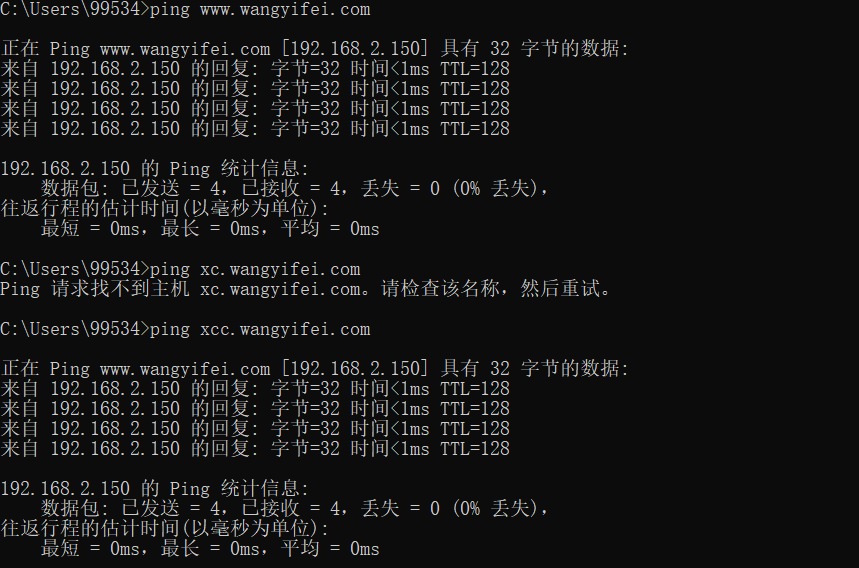 C:\Users\99534>ping www.wangyifei.com
正在 Ping www.wangyifei.com [192.168.2.150] 具有 32 字节的数据:
来自 192.168.2.150 的回复: 字节=32 时间<1ms TTL=128
来自 192.168.2.150 的回复: 字节=32 时间<1ms TTL=128
来自 192.168.2.150 的回复: 字节=32 时间<1ms TTL=128
来自 192.168.2.150 的回复: 字节=32 时间<1ms TTL=128
192.168.2.150 的 Ping 统计信息:
数据包: 已发送 = 4，已接收 = 4，丢失 = 0 (0% 丢失)，
往返行程的估计时间(以毫秒为单位):
最短 = 0ms，最长 = 0ms，平均 = 0ms
C:\Users\99534>ping xc.wangyifei.com
Ping 请求找不到主机 xc.wangyifei.com。请检查该名称，然后重试。
C:\Users\99534>ping xcc.wangyifei.com
正在 Ping www.wangyifei.com [192.168.2.150] 具有 32 字节的数据:
来自 192.168.2.150 的回复: 字节=32 时间<1ms TTL=128
来自 192.168.2.150 的回复: 字节=32 时间<1ms TTL=128
来自 192.168.2.150 的回复: 字节=32 时间<1ms TTL=128
来自 192.168.2.150 的回复: 字节=32 时间<1ms TTL=128
192.168.2.150 的 Ping 统计信息:
数据包: 已发送 = 4，已接收 = 4，丢失 = 0 (0% 丢失)，
往返行程的估计时间(以毫秒为单位):
最短 = 0ms，最长 = 0ms，平均 = 0ms